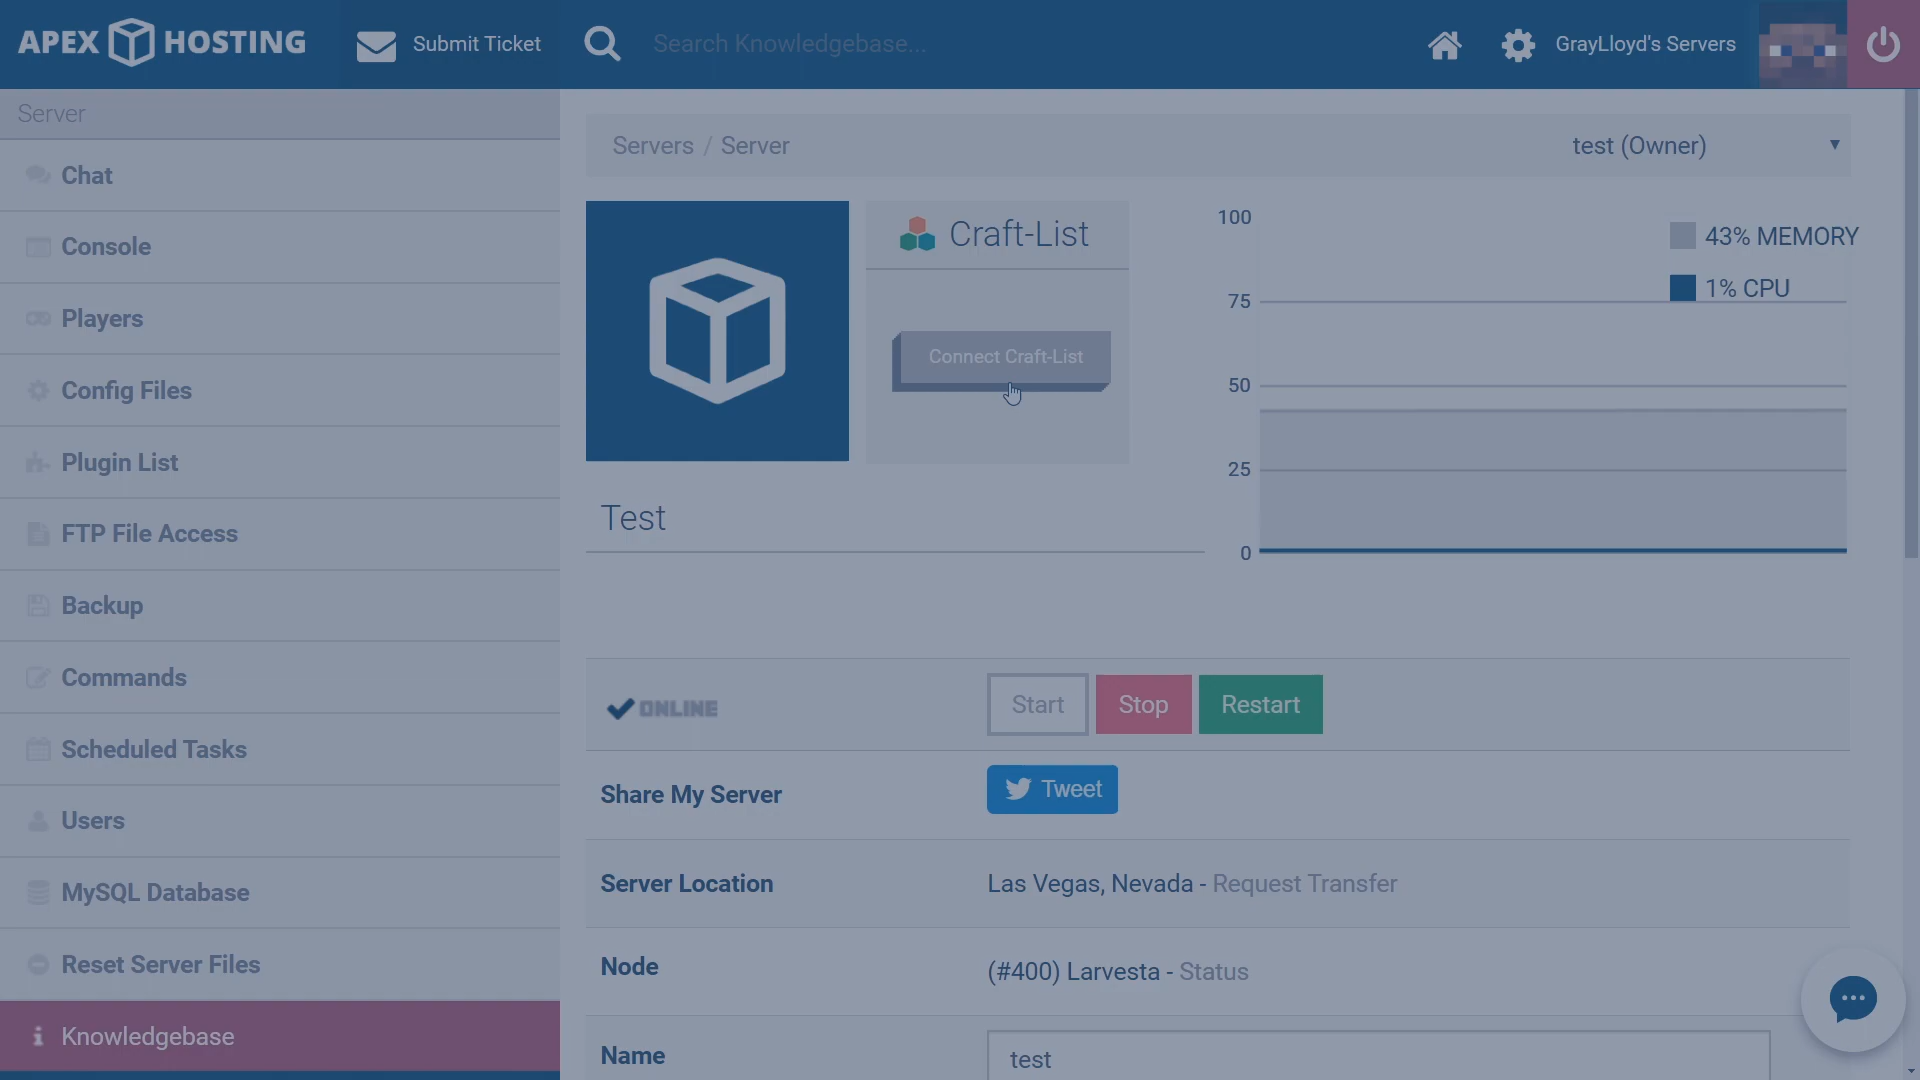 APEX HOSTING
Submit Ticket
Search Knowledgebase...
GrayLloyd's Servers
Server
Chat
Console
Players
Config Files
Plugin List
FTP File Access
Backup
Commands
Scheduled Tasks
Users
MySQL Database
Reset Server Files
Knowledgebase
Servers / Server
test (Owner)
Craft-List
Connect Craft-List
100
75
50
25
0
43% MEMORY
1% CPU
Test
ONLINE
Start
Stop
Restart
Share My Server
Tweet
Server Location
Las Vegas, Nevada - Request Transfer
Node
(#400) Larvesta - Status
Name
test